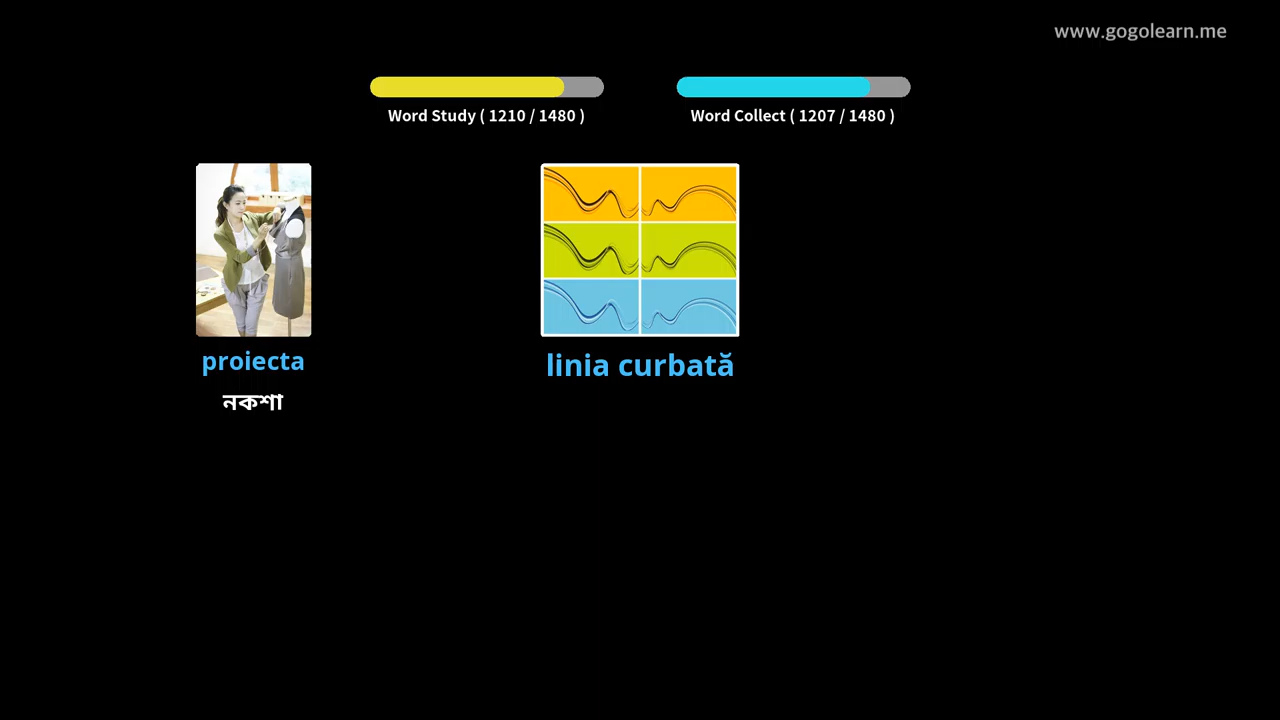 www.gogolearn.me
Word Study ( 1210 / 1480 )
Word Collect ( 1207 / 1480 )
proiecta
নকশা
linia curbată